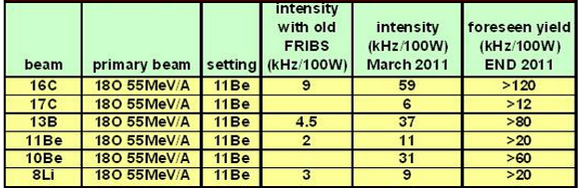 beam primary beam setting intensity with old FRIBS (kHz/100W) intensity (kHz/100W) March 2011 foreseen yield (kHz/100W) END 2011
16C 18O 55MeV/A 11Be 9 59 >120
17C 18O 55MeV/A 11Be 6 >12
13B 18O 55MeV/A 11Be 4.5 37 >80
11Be 18O 55MeV/A 11Be 2 11 >20
10Be 18O 55MeV/A 11Be 31 >60
8Li 18O 55MeV/A 11Be 3 9 >20